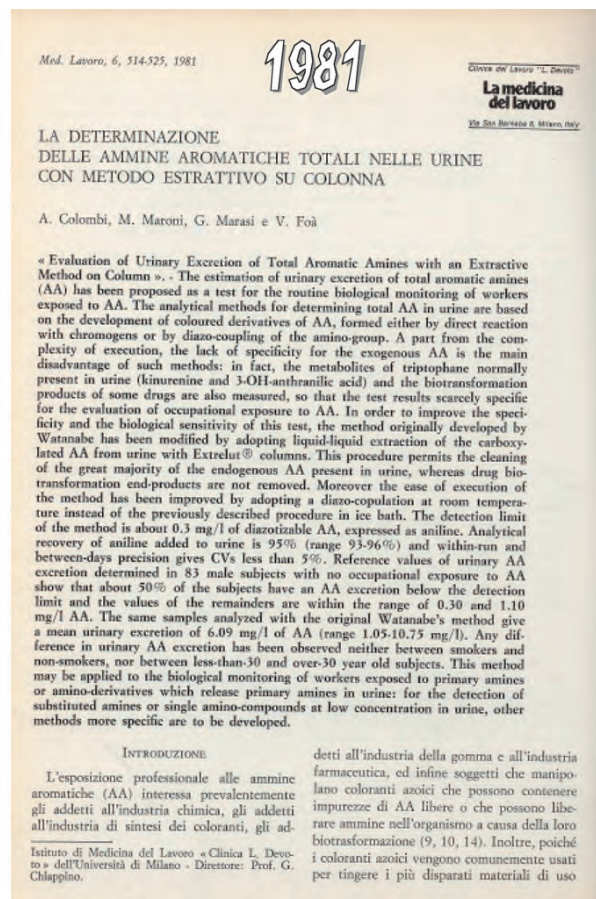 Med. Lavoro, 6, 514-525, 1981
1981
Clinica del Lavoro "L. Devoto"
La medicina
del lavoro
Via San Barnaba 8, Milano, Italy
LA DETERMINAZIONE
DELLE AMMINE AROMATICHE TOTALI NELLE URINE
CON METODO ESTRATTIVO SU COLONNA
A. Colombi, M. Maroni, G. Marasi e V. Foà
« Evaluation of Urinary Excretion of Total Aromatic Amines with an Extractive
Method on Column ». - The estimation of urinary excretion of total aromatic amines
(AA) has been proposed as a test for the routine biological monitoring of workers
exposed to AA. The analytical methods for determining total AA in urine are based
on the development of coloured derivatives of AA, formed either by direct reaction
with chromogens or by diazo-coupling of the amino-group. A part from the com-
plexity of execution, the lack of specificity for the exogenous AA is the main
disadvantage of such methods: in fact, the metabolites of triptophane normally
present in urine (kinurenine and 3-OH-anthranilic acid) and the biotransformation
products of some drugs are also measured, so that the test results scarcely specific
for the evaluation of occupational exposure to AA. In order to improve the speci-
ficity and the biological sensitivity of this test, the method originally developed by
Watanabe has been modified by adopting liquid-liquid extraction of the carboxy-
lated AA from urine with Extrelut® columns. This procedure permits the cleaning
of the great majority of the endogenous AA present in urine, whereas drug bio-
transformation end-products are not removed. Moreover the ease of execution of
the method has been improved by adopting a diazo-copulation at room tempera-
ture instead of the previously described procedure in ice bath. The detection limit
of the method is about 0.3 mg/l of diazotizable AA, expressed as aniline. Analytical
recovery of aniline added to urine is 95% (range 93-96%) and within-run and
between-days precision gives CVs less than 5%. Reference values of urinary AA
excretion determined in 83 male subjects with no occupational exposure to AA
show that about 50% of the subjects have an AA excretion below the detection
limit and the values of the remainders are within the range of 0.30 and 1.10
mg/l AA. The same samples analyzed with the original Watanabe's method give
a mean urinary excretion of 6.09 mg/l of AA (range 1.05-10.75 mg/l). Any dif-
ference in urinary AA excretion has been observed neither between smokers and
non-smokers, nor between less-than-30 and over-30 year old subjects. This method
may be applied to the biological monitoring of workers exposed to primary amines
or amino-derivatives which release primary amines in urine: for the detection of
substituted amines or single amino-compounds at low concentration in urine, other
methods more specific are to be developed.
INTRODUZIONE
L'esposizione professionale alle ammine
aromatiche (AA) interessa prevalentemente
gli addetti all'industria chimica, gli addetti
all'industria di sintesi dei coloranti, gli ad-
Istituto di Medicina del Lavoro « Clinica L. Devo-
to » dell'Università di Milano - Direttore: Prof. G.
Chiappino.
detti all'industria della gomma e all'industria
farmaceutica, ed infine soggetti che manipo-
lano coloranti azoici che possono contenere
impurezze di AA libere o che possono libe-
rare ammine nell'organismo a causa della loro
biotrasformazione (9, 10, 14). Inoltre, poiché
i coloranti azoici vengono comunemente usati
per tingere i più disparati materiali di uso